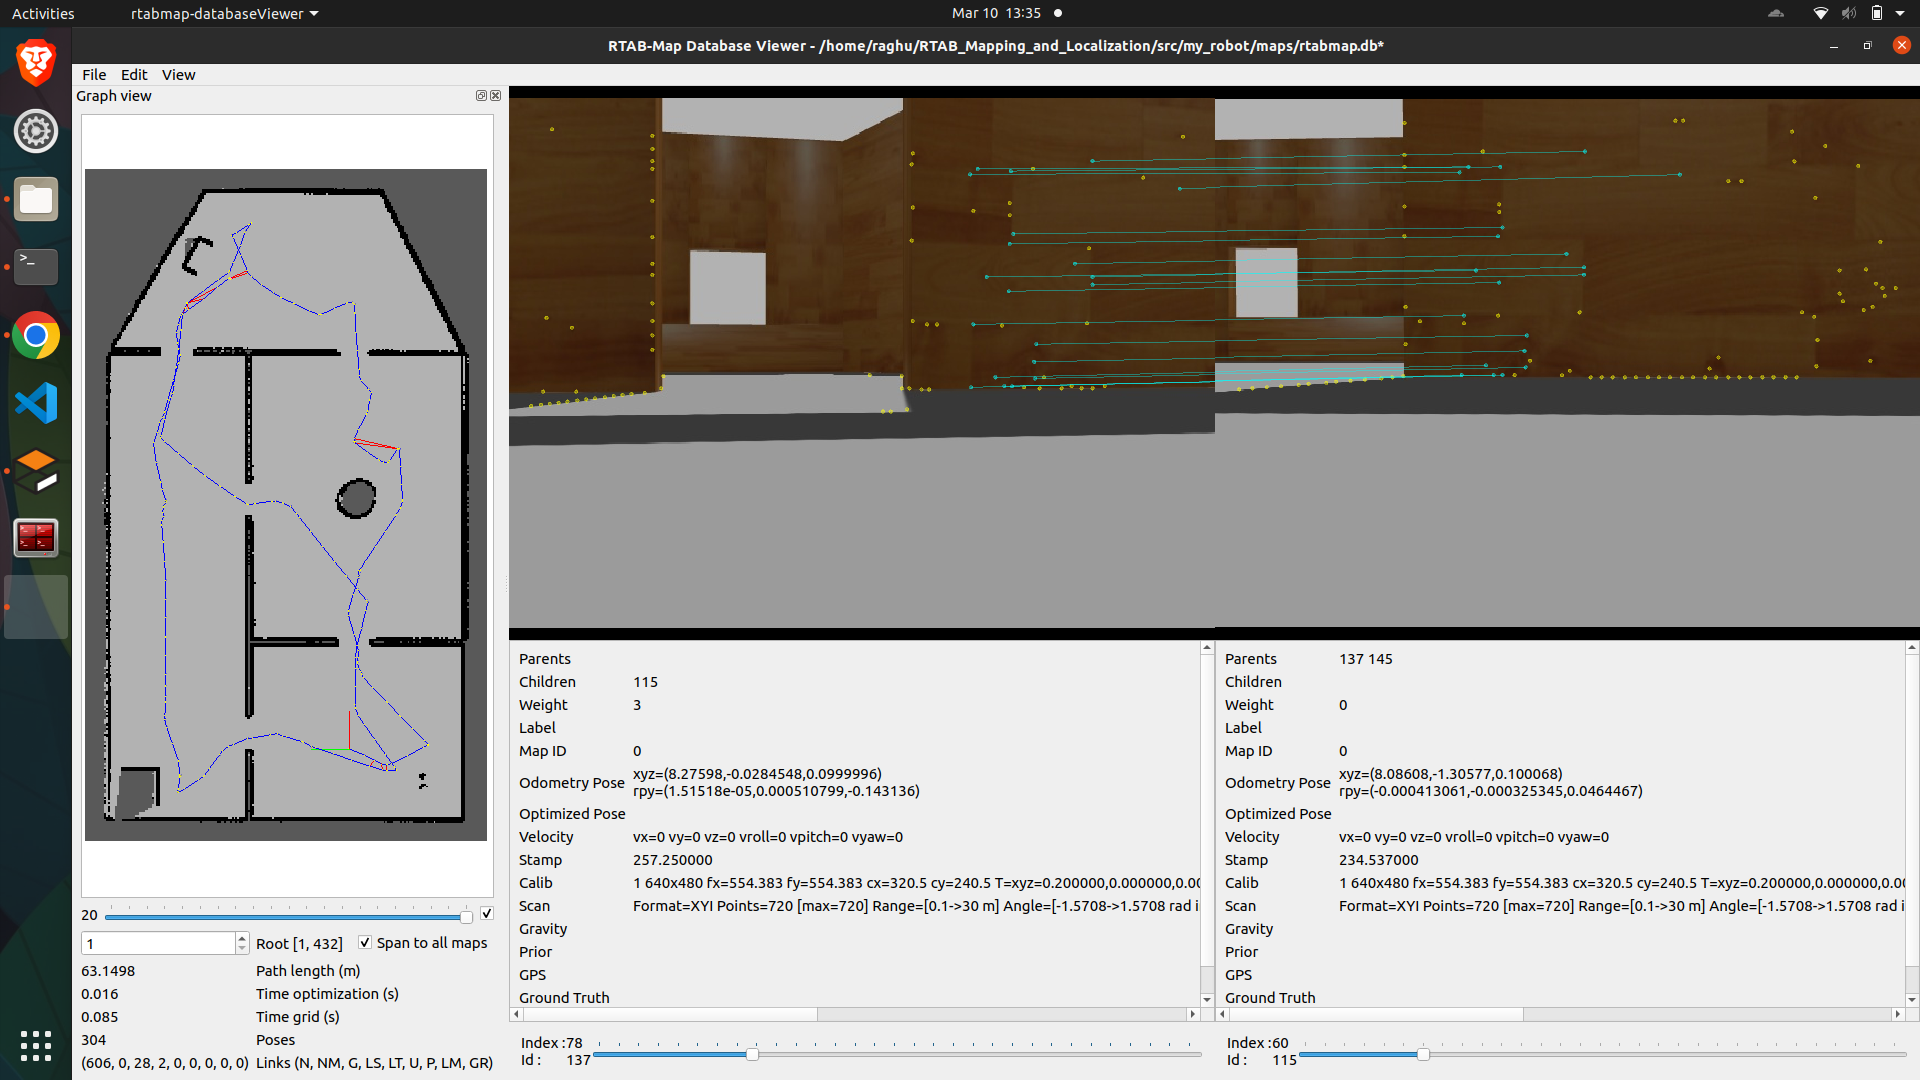 Activities
rtabmap-databaseViewer
Mar 10 13:35
RTAB-Map Database Viewer - /home/raghu/RTAB_Mapping_and_Localization/src/my_robot/maps/rtabmap.db*
File Edit View
Graph view
20
1 Root [1, 432] Span to all maps
63.1498 Path length (m)
0.016 Time optimization (s)
0.085 Time grid (s)
304 Poses
(606, 0, 28, 2, 0, 0, 0, 0, 0) Links (N, NM, G, LS, LT, U, P, LM, GR)
Parents
Children 115
Weight 3
Label
Map ID 0
Odometry Pose xyz=(8.27598,-0.0284548,0.0999996)
rpy=(1.51518e-05,0.000510799,-0.143136)
Optimized Pose
Velocity vx=0 vy=0 vz=0 vroll=0 vpitch=0 vyaw=0
Stamp 257.250000
Calib 1 640x480 fx=554.383 fy=554.383 cx=320.5 cy=240.5 T=xyz=0.200000,0.000000,0.00
Scan Format=XYI Points=720 [max=720] Range=[0.1->30 m] Angle=[-1.5708->1.5708 rad i
Gravity
Prior
GPS
Ground Truth
Index :78
Id : 137
Parents 137 145
Children
Weight 0
Label
Map ID 0
Odometry Pose xyz=(8.08608,-1.30577,0.100068)
rpy=(-0.000413061,-0.000325345,0.0464467)
Optimized Pose
Velocity vx=0 vy=0 vz=0 vroll=0 vpitch=0 vyaw=0
Stamp 234.537000
Calib 1 640x480 fx=554.383 fy=554.383 cx=320.5 cy=240.5 T=xyz=0.200000,0.000000,0.00
Scan Format=XYI Points=720 [max=720] Range=[0.1->30 m] Angle=[-1.5708->1.5708 rad i
Gravity
Prior
GPS
Ground Truth
Index :60
Id : 115